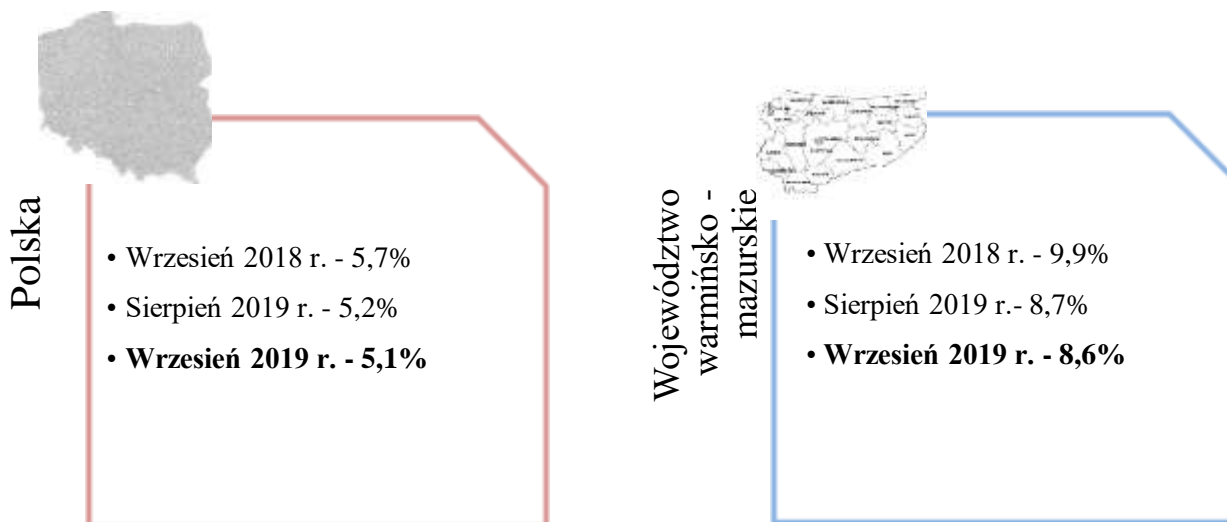 Polska
• Wrzesień 2018 r. - 5,7%
• Sierpień 2019 r. - 5,2%
• Wrzesień 2019 r. - 5,1%
Województwo
warmińsko -
mazurskie
• Wrzesień 2018 r. - 9,9%
• Sierpień 2019 r.- 8,7%
• Wrzesień 2019 r. - 8,6%